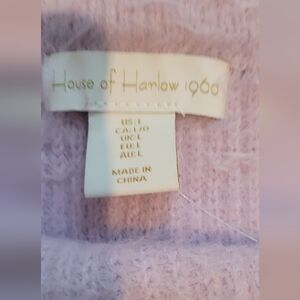 House of Harlow 1960
US:L
CA:L/G
UK:L
EU:L
AU:L
MADE IN
CHINA